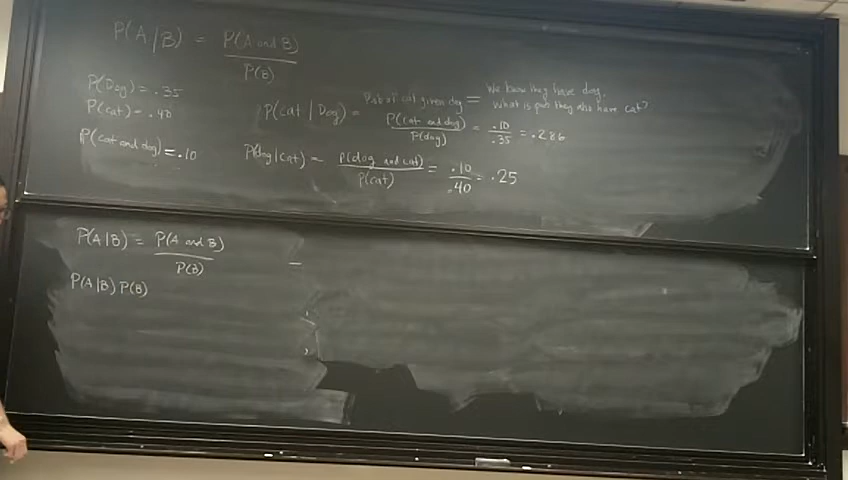 P(A|B) = P(A and B) / P(B)
P(Dog) = .35
P(cat) = .40
P(cat and dog) = .10
Prob of cat given dog = We know they have dog.
What is prob they also have cat?
P(cat | Dog) = P(cat and dog) / P(dog) = .10 / .35 = .286
P(dog|cat) = P(dog and cat) / P(cat) = .10 / .40 = .25
P(A|B) = P(A and B) / P(B)
P(A|B) P(B)